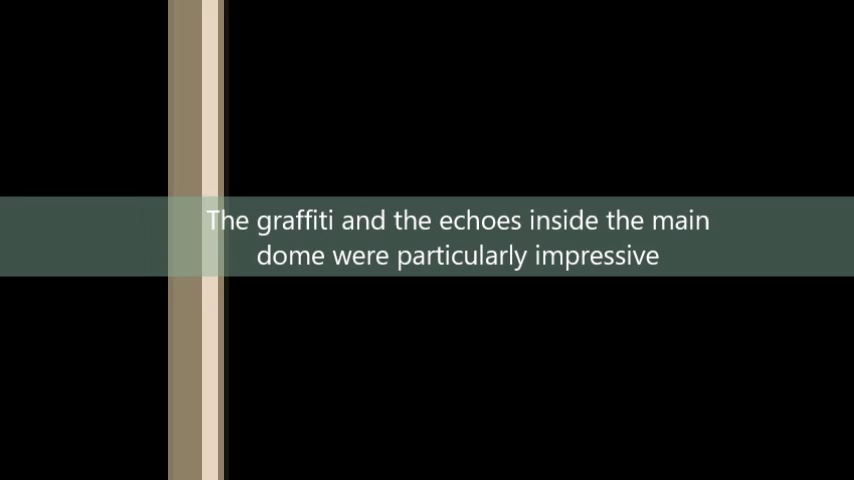 The graffiti and the echoes inside the main
dome were particularly impressive